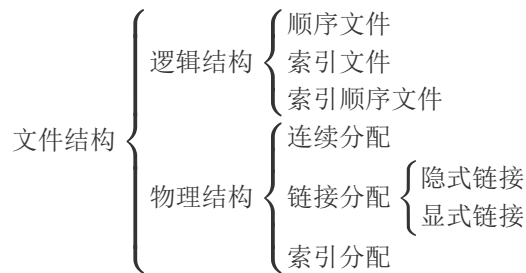 文件结构
逻辑结构
顺序文件
索引文件
索引顺序文件
物理结构
连续分配
链接分配
隐式链接
显式链接
索引分配